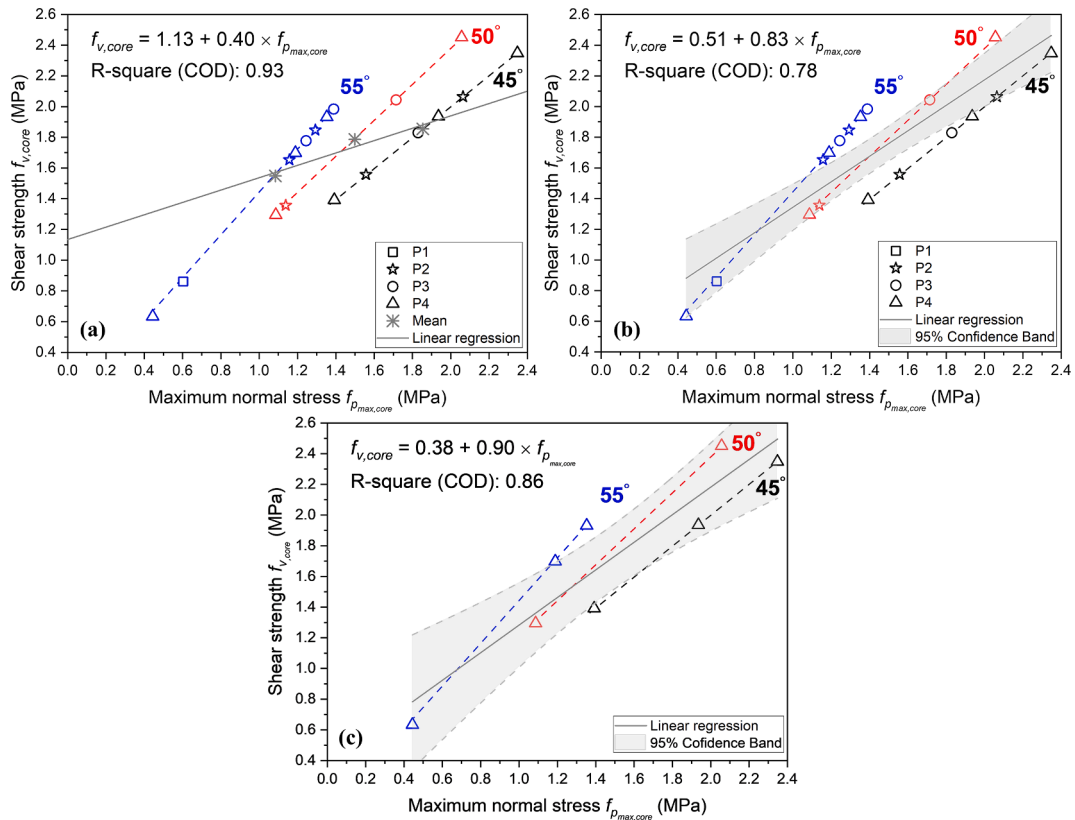 f_v,core = 1.13 + 0.40 × f_pmax,core
R-square (COD): 0.93
50°
55°
45°
Shear strength f_v,core (MPa)
2.6
2.4
2.2
2.0
1.8
1.6
1.4
1.2
1.0
0.8
0.6
0.4
P1
P2
P3
P4
Mean
Linear regression
(a)
0.0 0.2 0.4 0.6 0.8 1.0 1.2 1.4 1.6 1.8 2.0 2.2 2.4
Maximum normal stress f_pmax,core (MPa)
f_v,core = 0.51 + 0.83 × f_pmax,core
R-square (COD): 0.78
50°
55°
45°
Shear strength f_v,core (MPa)
2.6
2.4
2.2
2.0
1.8
1.6
1.4
1.2
1.0
0.8
0.6
0.4
P1
P2
P3
P4
Linear regression
95% Confidence Band
(b)
0.0 0.2 0.4 0.6 0.8 1.0 1.2 1.4 1.6 1.8 2.0 2.2 2.4
Maximum normal stress f_pmax,core (MPa)
f_v,core = 0.38 + 0.90 × f_pmax,core
R-square (COD): 0.86
50°
55°
45°
Shear strength f_v,core (MPa)
2.6
2.4
2.2
2.0
1.8
1.6
1.4
1.2
1.0
0.8
0.6
0.4
Linear regression
95% Cofidence Band
(c)
0.0 0.2 0.4 0.6 0.8 1.0 1.2 1.4 1.6 1.8 2.0 2.2 2.4
Maximum normal stress f_pmax,core (MPa)